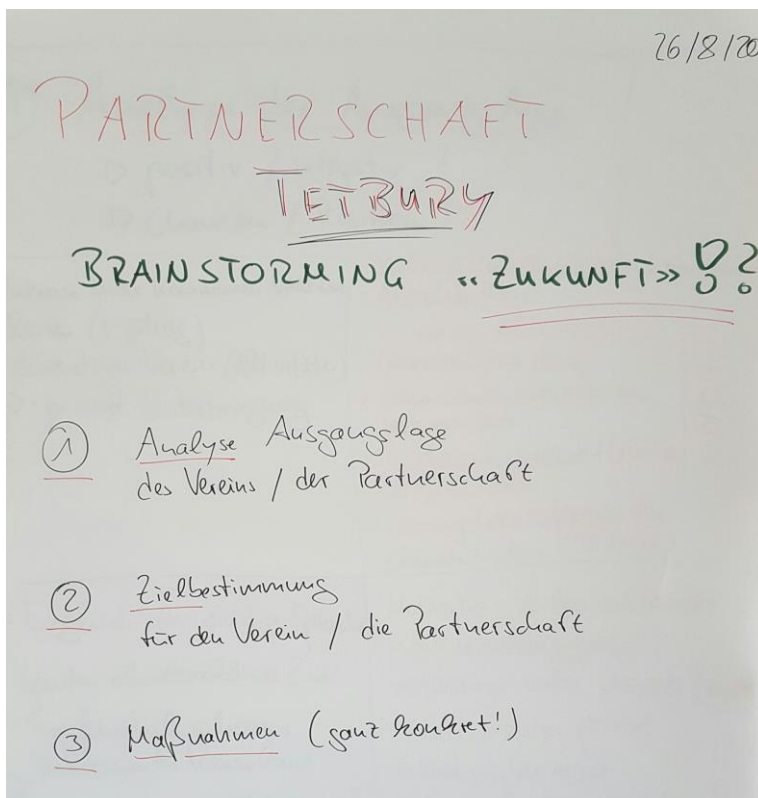 26/8/20
PARTNERSCHAFT
TETBURY
BRAINSTORMING «ZUKUNFT» !?
① Analyse Ausgangslage
des Vereins / der Partnerschaft
② Zielbestimmung
für den Verein / die Partnerschaft
③ Maßnahmen (ganz konkret!)